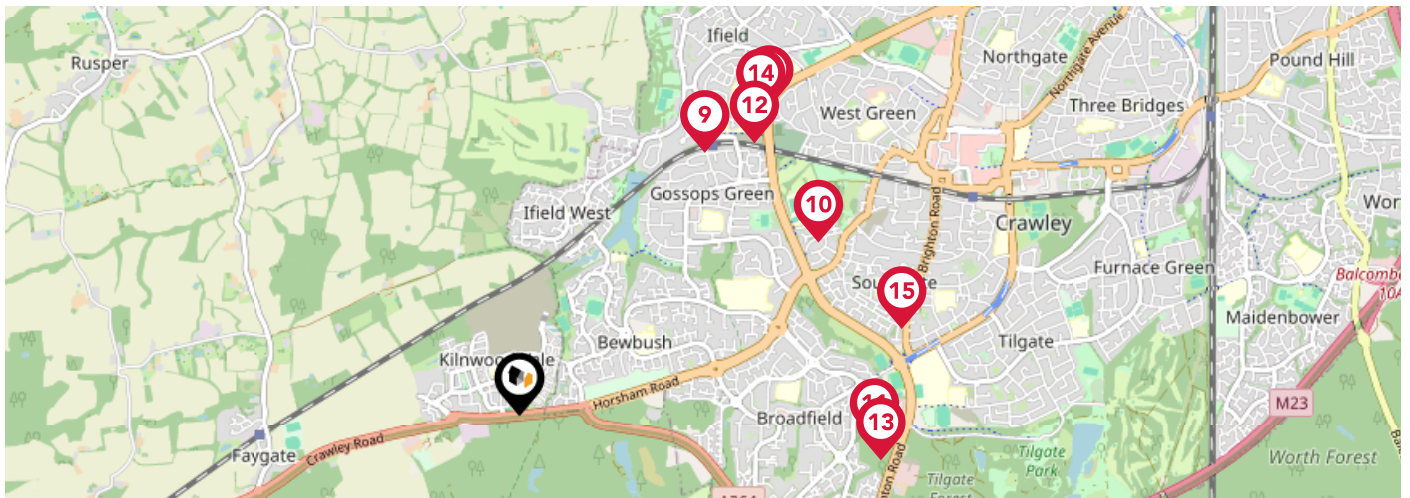 Ifield
Rusper
Northgate
Northgate Avenue
Pound Hill
14
12
9
West Green
Three Bridges
Gossops Green
Ifield West
10
Brighton Road
Crawley
Furnace Green
15
Maidenbower
Bewbush
Tilgate
Horsham Road
M23
Broadfield
13
Crawley Road
Faygate
Tilgate
Park
Worth Forest
Tilgate